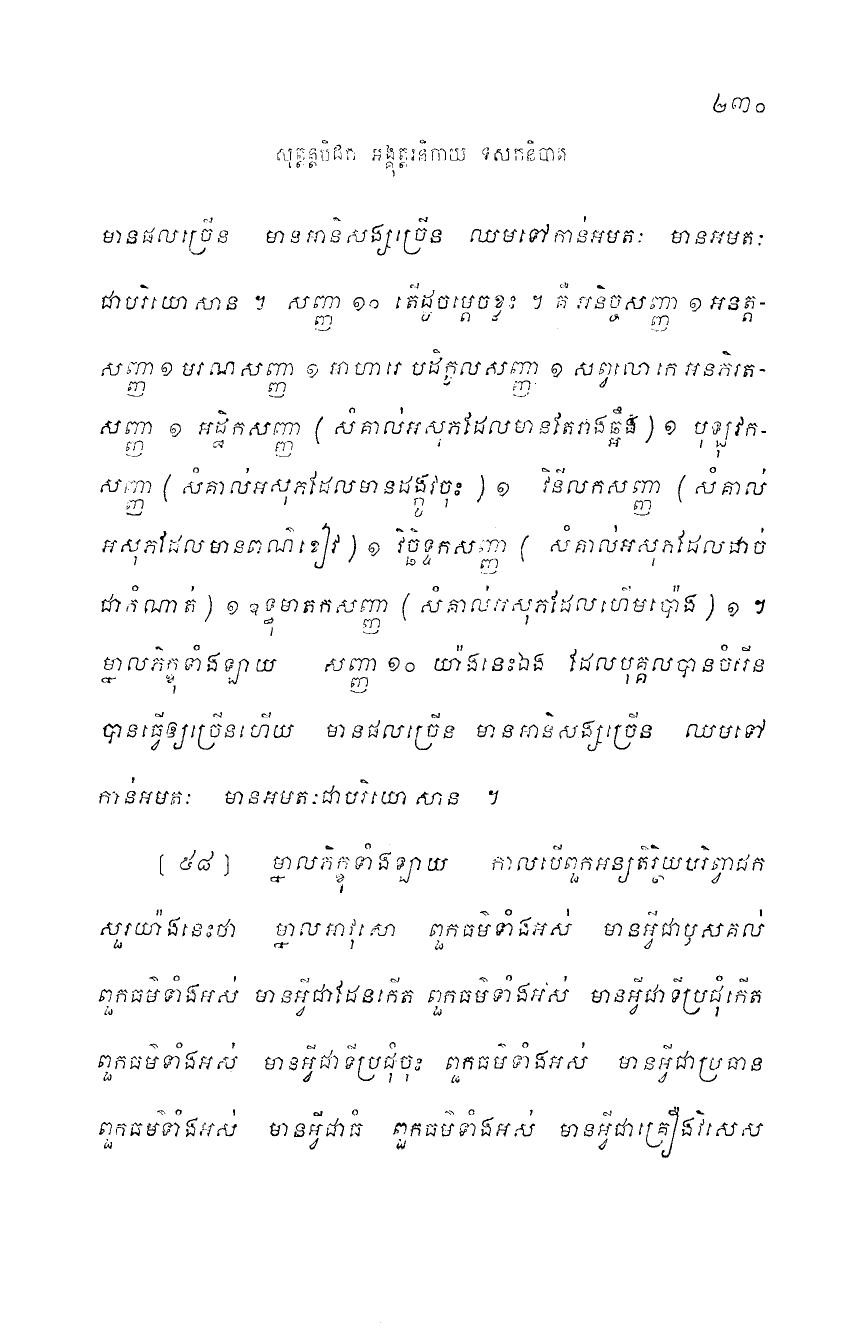 ២៣០
សុត្តន្តបិដក អង្គុត្តរនិកាយ ទសកនិបាត
មានផលច្រើន មានអានិសង្សច្រើន ឈមទៅកាន់អមតៈ មានអមតៈ
ជាបរិយោសាន ។ សញ្ញា ១០ តើដូចម្តេចខ្លះ ។ គឺ អនិច្ចសញ្ញា ១ អនត្ត-
សញ្ញា ១ មរណសញ្ញា ១ អាហារេ បដិកូលសញ្ញា ១ សព្វលោកេ អនភិរត-
សញ្ញា ១ អដ្ឋិកសញ្ញា ( សំគាល់អសុភដែលមានតែរាងឆ្អឹង ) ១ បុឡុវក-
សញ្ញា ( សំគាល់អសុភដែលមានដង្កូវចុះ ) ១ វិនីលកសញ្ញា ( សំគាល់
អសុភដែលមានពណ៌ខៀវ ) ១ វិច្ឆិទ្ទកសញ្ញា ( សំគាល់អសុភដែលដាច់
ជាកំណាត់ ) ១ ឧទ្ធុមាតកសញ្ញា ( សំគាល់អសុភដែលហើមប៉ោង ) ១ ។
ម្នាលភិក្ខុទាំងឡាយ សញ្ញា ១០ យ៉ាងនេះឯង ដែលបុគ្គលបានចំរើន
បានធ្វើឲ្យច្រើនហើយ មានផលច្រើន មានអានិសង្សច្រើន ឈមទៅ
កាន់អមតៈ មានអមតៈជាបរិយោសាន ។
[ ៥៨ ] ម្នាលភិក្ខុទាំងឡាយ កាលបើពួកអន្យតិរ្ថិយបរិព្វាជក
សួរយ៉ាងនេះថា ម្នាលអាវុសោ ពួកធម៌ទាំងអស់ មានអ្វីជាឫសគល់
ពួកធម៌ទាំងអស់ មានអ្វីជាដែនកើត ពួកធម៌ទាំងអស់ មានអ្វីជាទីប្រជុំកើត
ពួកធម៌ទាំងអស់ មានអ្វីជាទីប្រជុំចុះ ពួកធម៌ទាំងអស់ មានអ្វីជាប្រធាន
ពួកធម៌ទាំងអស់ មានអ្វីជាធំ ពួកធម៌ទាំងអស់ មានអ្វីជាគ្រឿងវិសេស